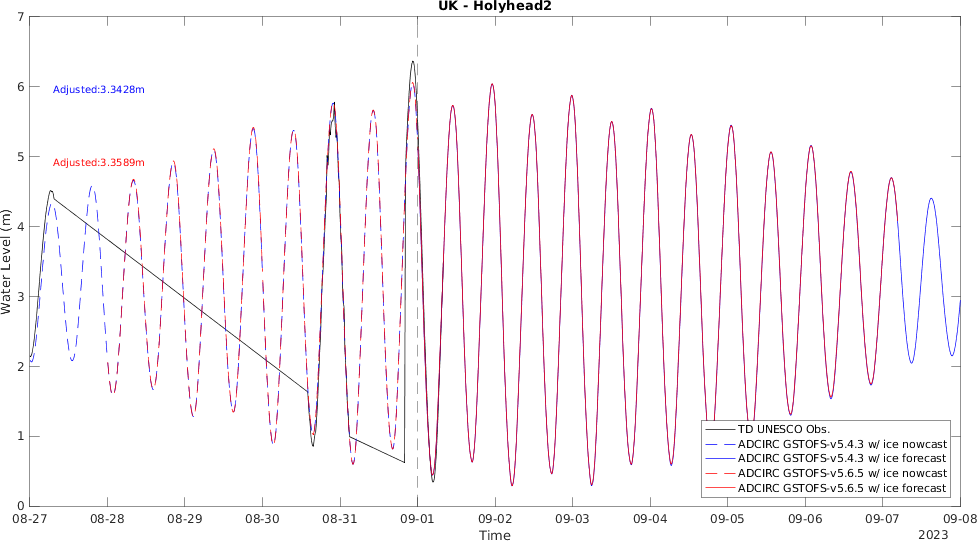 UK - Holyhead2
7
6
5
4
3
2
1
0
Water Level (m)
Adjusted:3.3428m
Adjusted:3.3589m
TD UNESCO Obs.
ADCIRC GSTOFS-v5.4.3 w/ ice nowcast
ADCIRC GSTOFS-v5.4.3 w/ ice forecast
ADCIRC GSTOFS-v5.6.5 w/ ice nowcast
ADCIRC GSTOFS-v5.6.5 w/ ice forecast
08-27 08-28 08-29 08-30 08-31 09-01 09-02 09-03 09-04 09-05 09-06 09-07 09-08
Time
2023